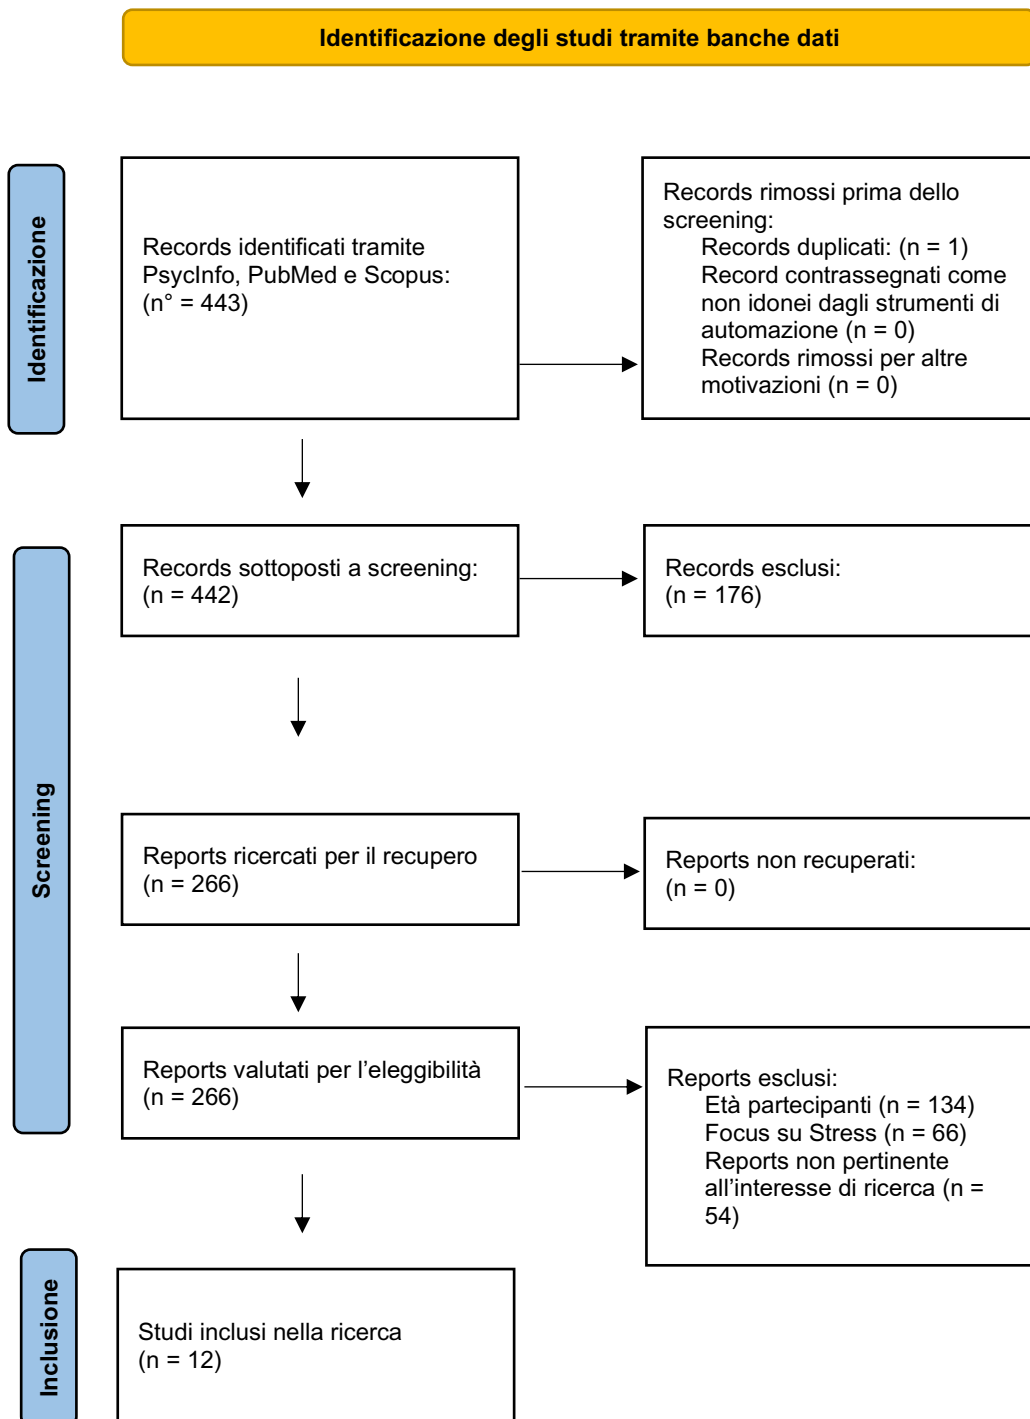 Identificazione degli studi tramite banche dati
Identificazione
Records identificati tramite
PsycInfo, PubMed e Scopus:
(n° = 443)
Records rimossi prima dello
screening:
Records duplicati: (n = 1)
Record contrassegnati come
non idonei dagli strumenti di
automazione (n = 0)
Records rimossi per altre
motivazioni (n = 0)
Screening
Records sottoposti a screening:
(n = 442)
Records esclusi:
(n = 176)
Reports ricercati per il recupero
(n = 266)
Reports non recuperati:
(n = 0)
Reports valutati per l’eleggibilità
(n = 266)
Reports esclusi:
Età partecipanti (n = 134)
Focus su Stress (n = 66)
Reports non pertinente
all’interesse di ricerca (n =
54)
Inclusione
Studi inclusi nella ricerca
(n = 12)